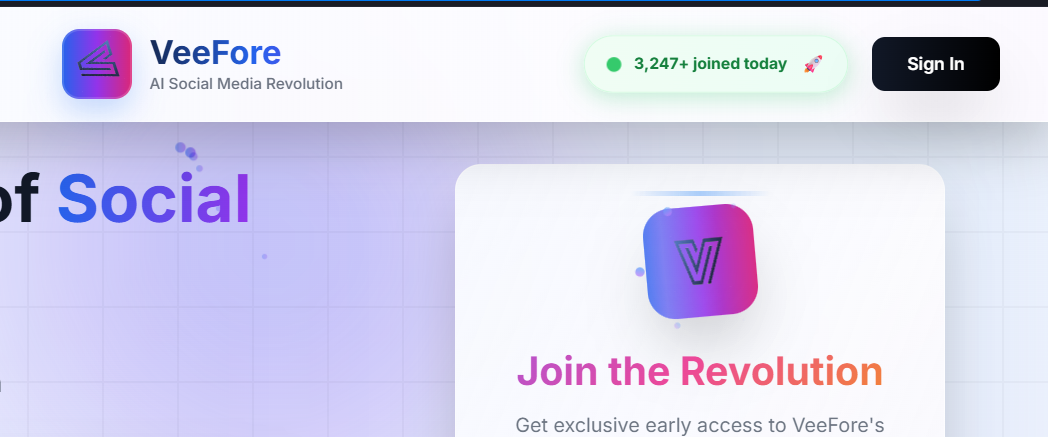 VeeFore
AI Social Media Revolution
3,247+ joined today 🚀
Sign In
of Social
V
Join the Revolution
Get exclusive early access to VeeFore's